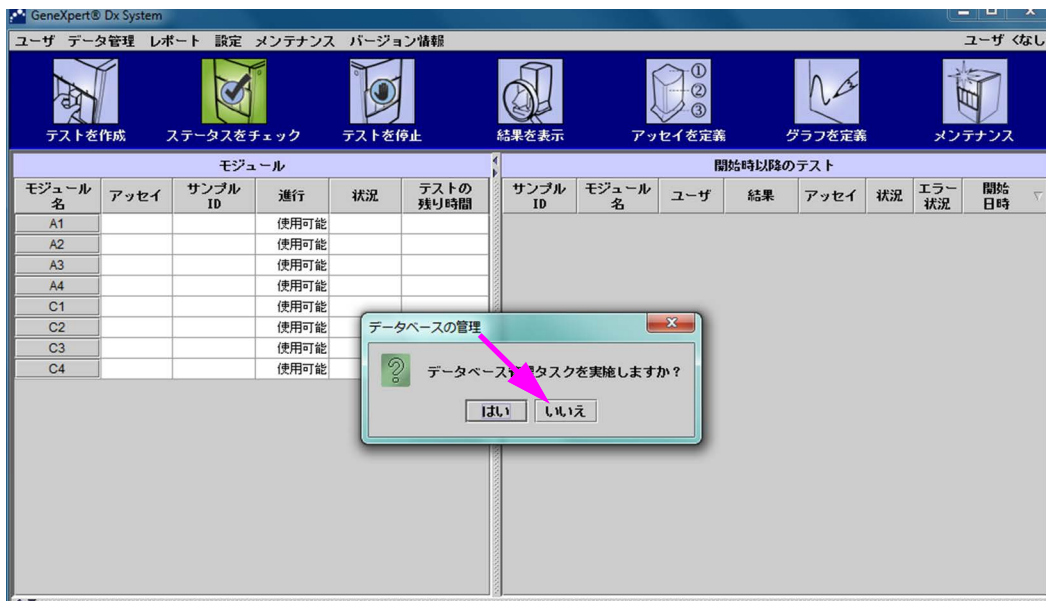 GeneXpert® Dx System
ユーザ データ管理 レポート 設定 メンテナンス バージョン情報 ユーザ 〈なし
テストを作成 ステータスをチェック テストを停止 結果を表示 アッセイを定義 グラフを定義 メンテナンス
モジュール 開始時以降のテスト
モジュール名 アッセイ サンプルID 進行 状況 テストの残り時間 サンプルID モジュール名 ユーザ 結果 アッセイ 状況 エラー状況 開始日時
A1 使用可能
A2 使用可能
A3 使用可能
A4 使用可能
C1 使用可能
C2 使用可能
C3 使用可能
C4 使用可能
データベースの管理
データベース タスクを実施しますか？
はい いいえ